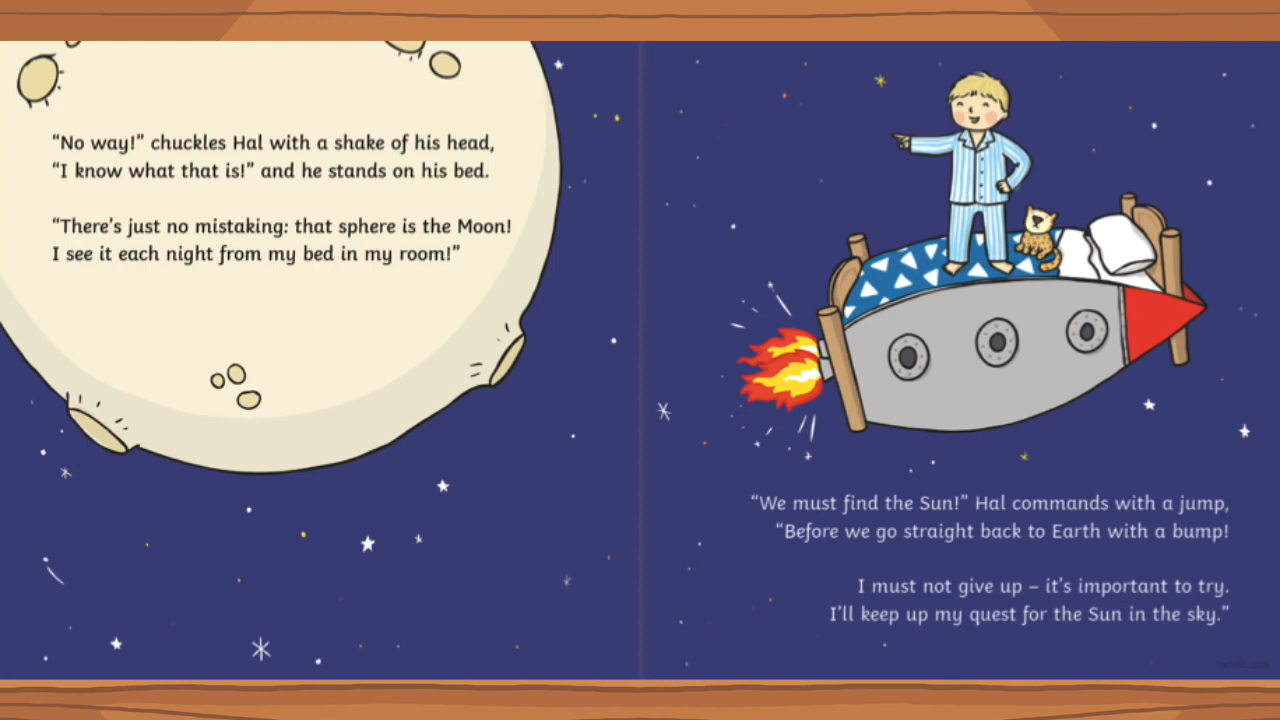 “No way!” chuckles Hal with a shake of his head,
“I know what that is!” and he stands on his bed.
“There’s just no mistaking: that sphere is the Moon!
I see it each night from my bed in my room!”
“We must find the Sun!” Hal commands with a jump,
“Before we go straight back to Earth with a bump!
I must not give up – it’s important to try.
I’ll keep up my quest for the Sun in the sky.”